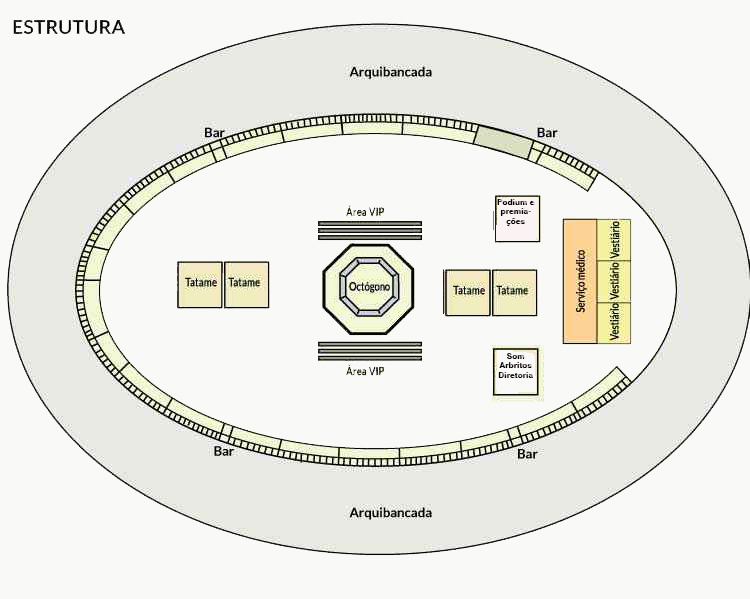 ESTRUTURA
Arquibancada
Bar
Bar
Área VIP
Podium e
premia-
ções
Tatame
Tatame
Octógono
Tatame
Tatame
Serviço médico
Vestiário
Vestiário
Vestiário
Área VIP
Som
Arbritos
Diretoria
Bar
Bar
Arquibancada